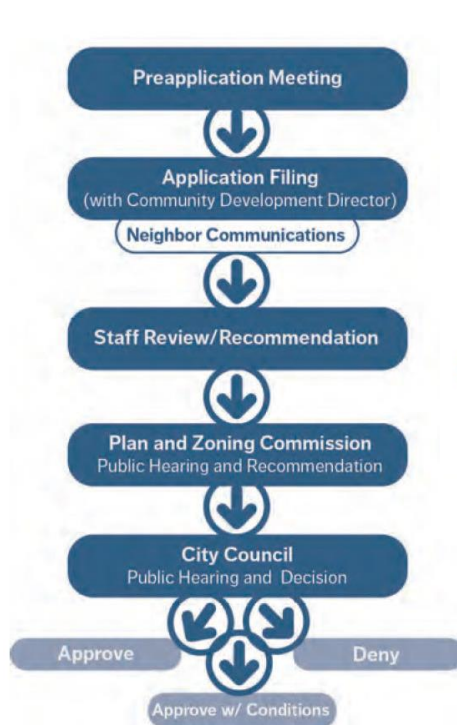 Preapplication Meeting
Application Filing
(with Community Development Director)
Neighbor Communications
Staff Review/Recommendation
Plan and Zoning Commission
Public Hearing and Recommendation
City Council
Public Hearing and Decision
Approve
Deny
Approve w/ Conditions